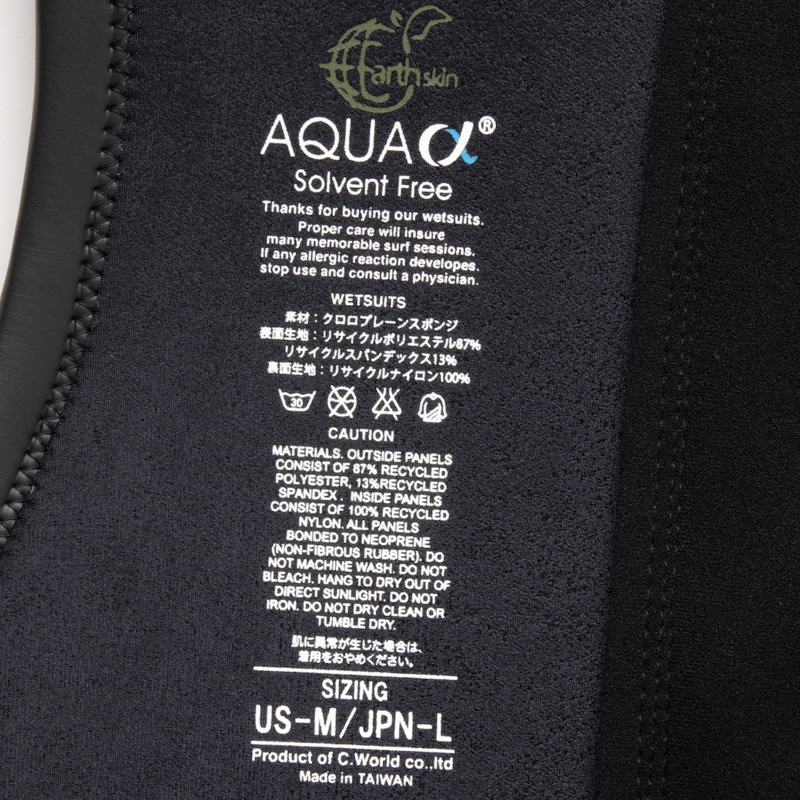 Earth skin
AQUA α®
Solvent Free
Thanks for buying our wetsuits.
Proper care will insure
many memorable surf sessions.
If any allergic reaction developes.
stop use and consult a physician.
WETSUITS
素材：クロロプレーンスポンジ
表面生地：リサイクルポリエステル87%
リサイクルスパンデックス13%
裏面生地：リサイクルナイロン100%
30
CAUTION
MATERIALS. OUTSIDE PANELS
CONSIST OF 87% RECYCLED
POLYESTER, 13%RECYCLED
SPANDEX . INSIDE PANELS
CONSIST OF 100% RECYCLED
NYLON. ALL PANELS
BONDED TO NEOPRENE
(NON-FIBROUS RUBBER). DO
NOT MACHINE WASH. DO NOT
BLEACH. HANG TO DRY OUT OF
DIRECT SUNLIGHT. DO NOT
IRON. DO NOT DRY CLEAN OR
TUMBLE DRY.
肌に異常が生じた場合は、
着用をおやめください。
SIZING
US-M/JPN-L
Product of C.World co.,ltd
Made in TAIWAN